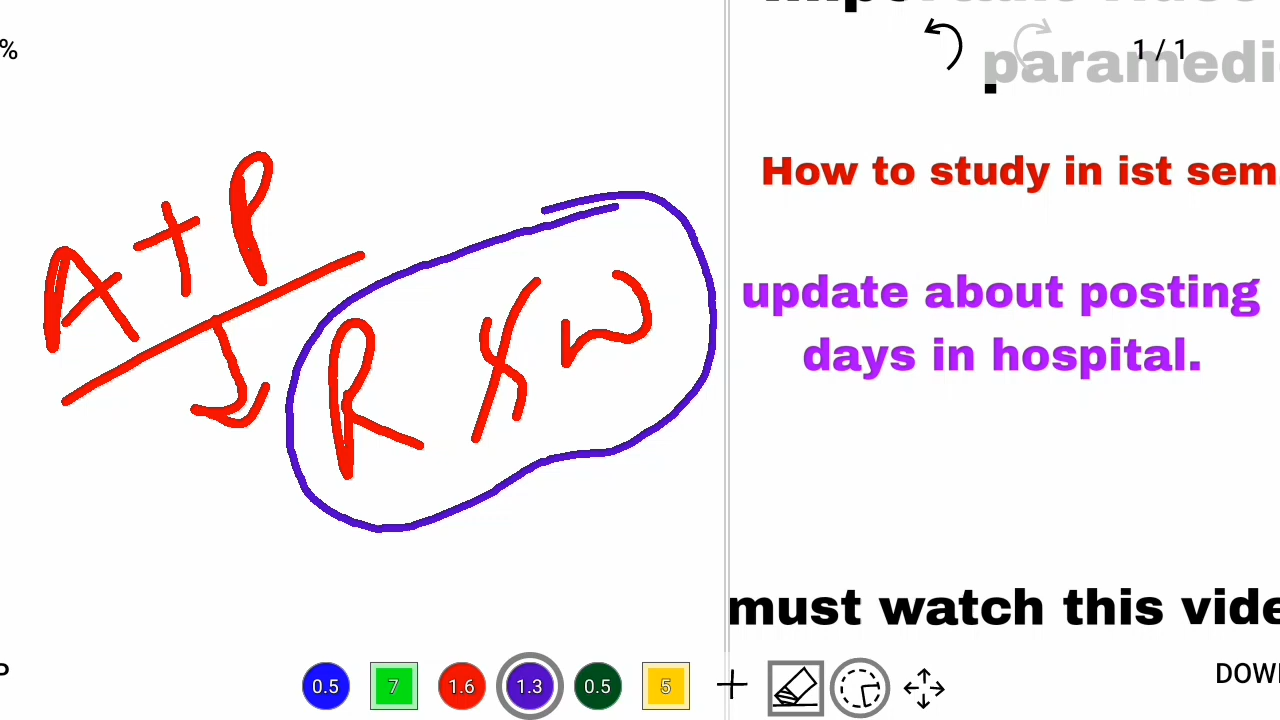 %
A+P
R & W
1 / 1
paramedi
How to study in ist sem
update about posting
days in hospital.
must watch this vide
0.5
7
1.6
1.3
0.5
5
DOW